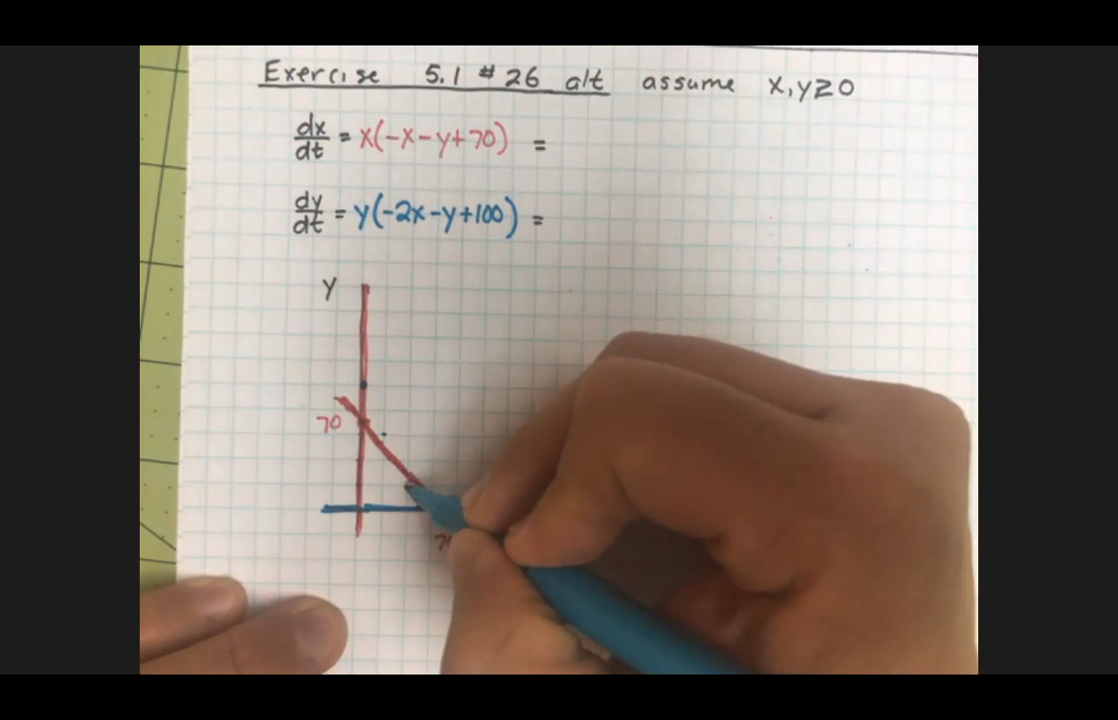 Exercise 5.1 # 26 alt assume x,y≥0
dx/dt = x(-x-y+70) =
dy/dt = y(-2x-y+100) =
y
70